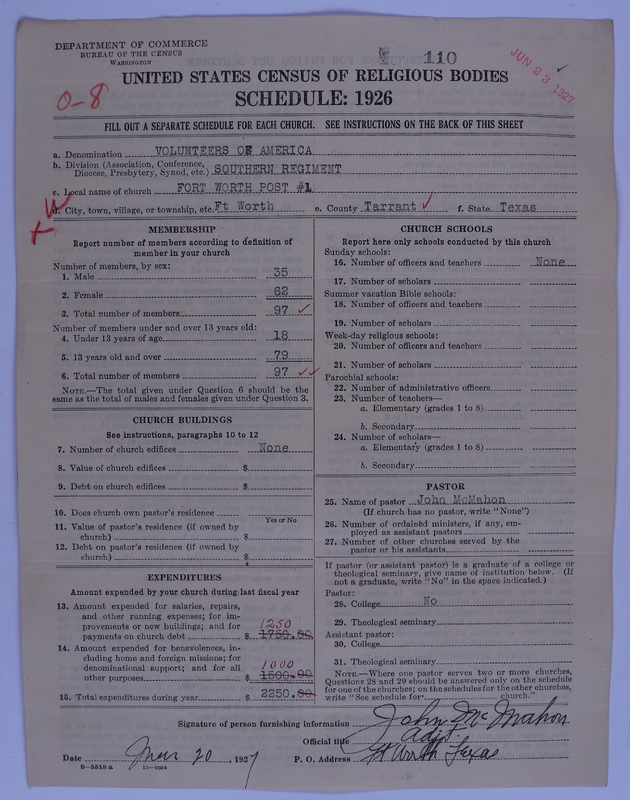 DEPARTMENT OF COMMERCE
BUREAU OF THE CENSUS
WASHINGTON
110
JUN 23 1927
0-8
UNITED STATES CENSUS OF RELIGIOUS BODIES
SCHEDULE: 1926
FILL OUT A SEPARATE SCHEDULE FOR EACH CHURCH. SEE INSTRUCTIONS ON THE BACK OF THIS SHEET
a. Denomination VOLUNTEERS OF AMERICA
b. Division (Association, Conference, Diocese, Presbytery, Synod, etc.) SOUTHERN REGIMENT
c. Local name of church FORT WORTH POST #1
d. City, town, village, or township, etc. Ft Worth e. County Tarrant f. State Texas
MEMBERSHIP
Report number of members according to definition of
member in your church
Number of members, by sex:
1. Male 35
2. Female 62
3. Total number of members 97
Number of members under and over 13 years old:
4. Under 13 years of age 18
5. 13 years old and over 79
6. Total number of members 97
NOTE.—The total given under Question 6 should be the
same as the total of males and females given under Question 3.
CHURCH BUILDINGS
See instructions, paragraphs 10 to 12
7. Number of church edifices None
8. Value of church edifices $
9. Debt on church edifices $
10. Does church own pastor's residence
Yes or No
11. Value of pastor's residence (if owned by
church) $
12. Debt on pastor's residence (if owned by
church) $
EXPENDITURES
Amount expended by your church during last fiscal year
13. Amount expended for salaries, repairs,
and other running expenses; for im-
provements or new buildings; and for 1250
payments on church debt $ 1750.00
14. Amount expended for benevolences, in-
cluding home and foreign missions; for
denominational support; and for all 1000
other purposes $ 1500.00
15. Total expenditures during year $ 2250.00
CHURCH SCHOOLS
Report here only schools conducted by this church
Sunday schools:
16. Number of officers and teachers None
17. Number of scholars
Summer vacation Bible schools:
18. Number of officers and teachers
19. Number of scholars
Week-day religious schools:
20. Number of officers and teachers
21. Number of scholars
Parochial schools:
22. Number of administrative officers
23. Number of teachers—
a. Elementary (grades 1 to 8)
b. Secondary
24. Number of scholars—
a. Elementary (grades 1 to 8)
b. Secondary
PASTOR
25. Name of pastor John McMahon
(If church has no pastor, write "None")
26. Number of ordained ministers, if any, em-
ployed as assistant pastors
27. Number of other churches served by the
pastor or his assistants
If pastor (or assistant pastor) is a graduate of a college or
theological seminary, give name of institution below. (If
not a graduate, write "No" in the space indicated.)
Pastor:
28. College No
29. Theological seminary
Assistant pastor:
30. College
31. Theological seminary
NOTE.—Where one pastor serves two or more churches,
Questions 28 and 29 should be answered only on the schedule
for one of the churches; on the schedules for the other churches,
write "See schedule for church."
Signature of person furnishing information John McMahon
Official title Adjt.
Date Mar 20, 1927 P. O. Address Ft Worth Texas
8—5518a 11—9564